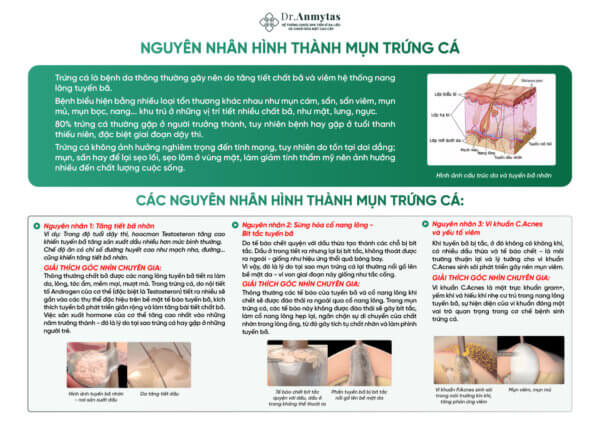 Dr.Anmytas
HỆ THỐNG CHUỖI SPA TIẾN SĨ DA LIỄU
VÀ CHĂM SÓC SẮC ĐẸP CAO CẤP
NGUYÊN NHÂN HÌNH THÀNH MỤN TRỨNG CÁ
Trứng cá là bệnh da thông thường gây nên do tăng tiết chất bã và viêm hệ thống nang
lông tuyến bã.
Bệnh biểu hiện bằng nhiều loại tổn thương khác nhau như mụn cám, sẩn, sẩn viêm, mụn
mủ, mụn bọc, nang... khu trú ở những vị trí tiết nhiều chất bã, như mặt, lưng, ngực.
80% trứng cá thường gặp ở người trưởng thành, tuy nhiên bệnh hay gặp ở tuổi thanh
thiếu niên, đặc biệt giai đoạn dậy thì.
Trứng cá không ảnh hưởng nghiêm trọng đến tính mạng, tuy nhiên do tồn tại dai dẳng;
mụn, sẩn hay để lại sẹo lồi, sẹo lõm ở vùng mặt, làm giảm tính thẩm mỹ nên ảnh hưởng
nhiều đến chất lượng cuộc sống.
Lớp biểu bì
Lớp hạ bì
Lớp mỡ dưới da
Mạch máu
Nang lông
Tuyến dầu nhờn
Tuyến mồ hôi
Hình ảnh cấu trúc da và tuyến bã nhờn
CÁC NGUYÊN NHÂN HÌNH THÀNH MỤN TRỨNG CÁ:
Nguyên nhân 1: Tăng tiết bã nhờn
Ví dụ: Trong độ tuổi dậy thì, hoocman Testosteron tăng cao
khiến tuyến bã tăng sản xuất dầu nhiều hơn mức bình thường.
Chế độ ăn có chỉ số đường huyết cao như mạch nha, đường...
cũng khiến tăng tiết bã nhờn.
GIẢI THÍCH GÓC NHÌN CHUYÊN GIA:
Thông thường chất bã được các nang lông tuyến bã tiết ra làm
da, lông, tóc ẩm, mềm mại, mượt mà. Trong trứng cá, do nội tiết
tố Androgen của cơ thể (đặc biệt là Testosteron) tiết ra nhiều sẽ
gắn vào các thụ thể đặc hiệu trên bề mặt tế bào tuyến bã, kích
thích tuyến bã phát triển giãn rộng và làm tăng bài tiết chất bã.
Việc sản xuất hormone của cơ thể tăng cao nhất vào những
năm trưởng thành - đó là lý do tại sao trứng cá hay gặp ở những
người trẻ.
Hình ảnh tuyến bã nhờn
- nơi sản xuất dầu
Da tăng tiết dầu
Nguyên nhân 2: Sừng hóa cổ nang lông -
Bít tắc tuyến bã
Do tế bào chết quyện với dầu thừa tạo thành các chỗ bị bít
tắc. Dầu ở trong tiết ra nhưng lại bị bít tắc, không thoát được
ra ngoài - giống như hiệu ứng thổi quả bóng bay.
Vì vậy, đó là lý do tại sao mụn trứng cá lại thường nổi gồ lên
bề mặt da - vì van giai đoạn này giống như tắc cống.
GIẢI THÍCH GÓC NHÌN CHUYÊN GIA:
Thông thường các tế bào của tuyến bã và cổ nang lông khi
chết sẽ được đào thải ra ngoài qua cổ nang lông. Trong mụn
trứng cá, các tế bào này không được đào thải sẽ gây bít tắc,
làm cổ nang lông hẹp lại, ngăn chặn sự di chuyển của chất
nhờn trong lòng ống, từ đó gây tích tụ chất nhờn và làm phình
tuyến bã.
Tế bào chết bít tắc
quyện với dầu, dầu ở
trong không thể thoát ra
Phần tuyến bã bị bít tắc
nổi gồ lên bề mặt da
Nguyên nhân 3: Vi khuẩn C.Acnes
và yếu tố viêm
Khi tuyến bã bị tắc, ở đó không có không khí,
có nhiều dầu thừa và tế bào chết - là môi
trường thuận lợi và lý tưởng cho vi khuẩn
C.Acnes sinh sôi phát triển gây nên mụn viêm.
GIẢI THÍCH GÓC NHÌN CHUYÊN GIA:
Vi khuẩn C.Acnes là một trực khuẩn gram+,
yếm khí và hiếu khí nhẹ cư trú trong nang lông
tuyến bã, sự hiện diện của vi khuẩn đóng một
vai trò quan trọng trong cơ chế bệnh sinh
trứng cá.
Vi khuẩn P.Acnes sinh sôi
trong môi trường kín khí,
tăng phản ứng viêm
Mụn viêm, mụn mủ